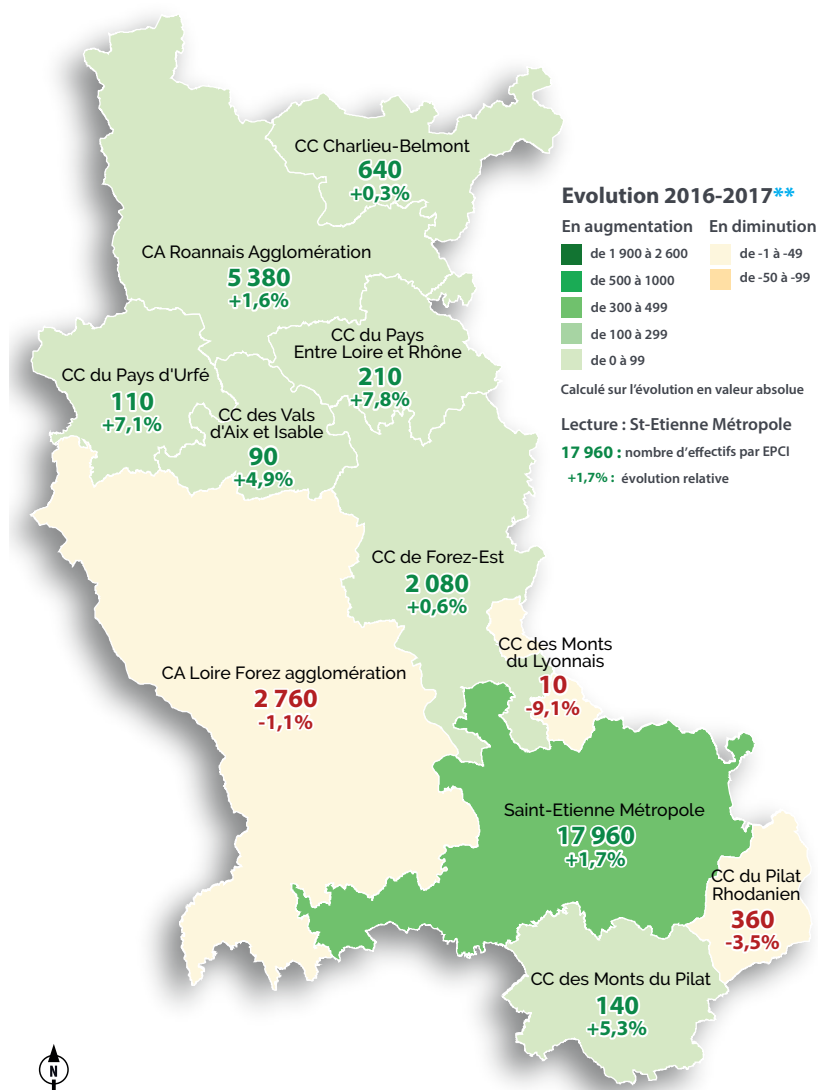 CC Charlieu-Belmont
640
+0,3%
CA Roannais Agglomération
5 380
+1,6%
CC du Pays
Entre Loire et Rhône
210
+7,8%
CC du Pays d'Urfé
110
+7,1%
CC des Vals
d'Aix et Isable
90
+4,9%
CC de Forez-Est
2 080
+0,6%
CC des Monts
du Lyonnais
10
-9,1%
CA Loire Forez agglomération
2 760
-1,1%
Saint-Etienne Métropole
17 960
+1,7%
CC du Pilat
Rhodanien
360
-3,5%
CC des Monts du Pilat
140
+5,3%
Evolution 2016-2017**
En augmentation
de 1 900 à 2 600
de 500 à 1000
de 300 à 499
de 100 à 299
de 0 à 99
En diminution
de -1 à -49
de -50 à -99
Calculé sur l'évolution en valeur absolue
Lecture : St-Etienne Métropole
17 960 : nombre d'effectifs par EPCI
+1,7% : évolution relative
N